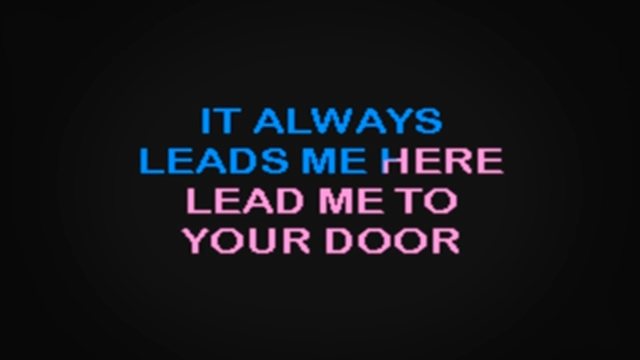 IT ALWAYS
LEADS ME HERE
LEAD ME TO
YOUR DOOR